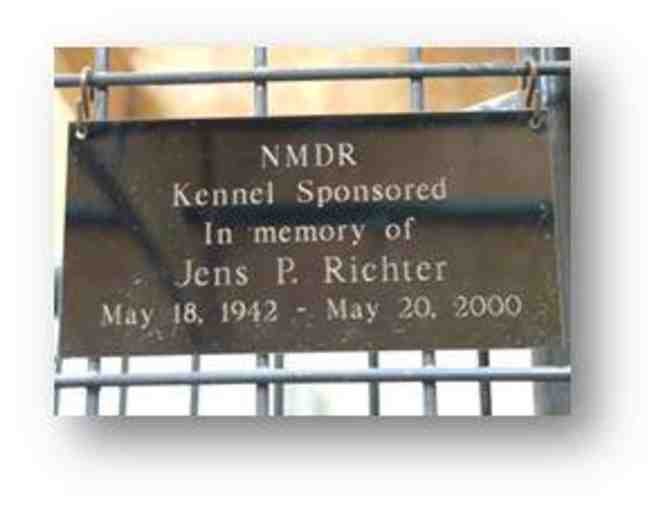 NMDR
Kennel Sponsored
In memory of
Jens P. Richter
May 18, 1942 - May 20, 2000